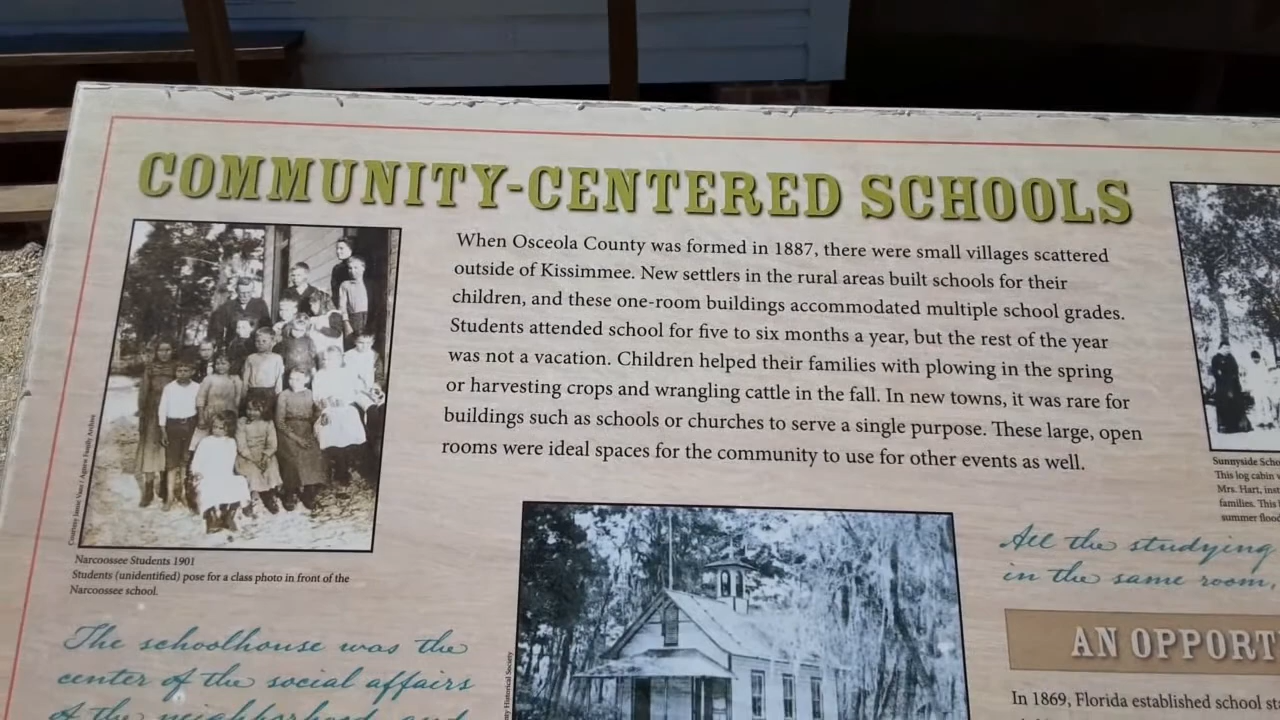 COMMUNITY-CENTERED SCHOOLS
When Osceola County was formed in 1887, there were small villages scattered
outside of Kissimmee. New settlers in the rural areas built schools for their
children, and these one-room buildings accommodated multiple school grades.
Students attended school for five to six months a year, but the rest of the year
was not a vacation. Children helped their families with plowing in the spring
or harvesting crops and wrangling cattle in the fall. In new towns, it was rare for
buildings such as schools or churches to serve a single purpose. These large, open
rooms were ideal spaces for the community to use for other events as well.
Narcoossee Students 1901
Students (unidentified) pose for a class photo in front of the
Narcoossee school.
The schoolhouse was the
center of the social affairs
of the neighborhood and
Historical Society
Sunnyside
This log cabin
Mrs. Hart,
families. This
summer
All the studying
in the same room,
AN
In 1869, Florida established school